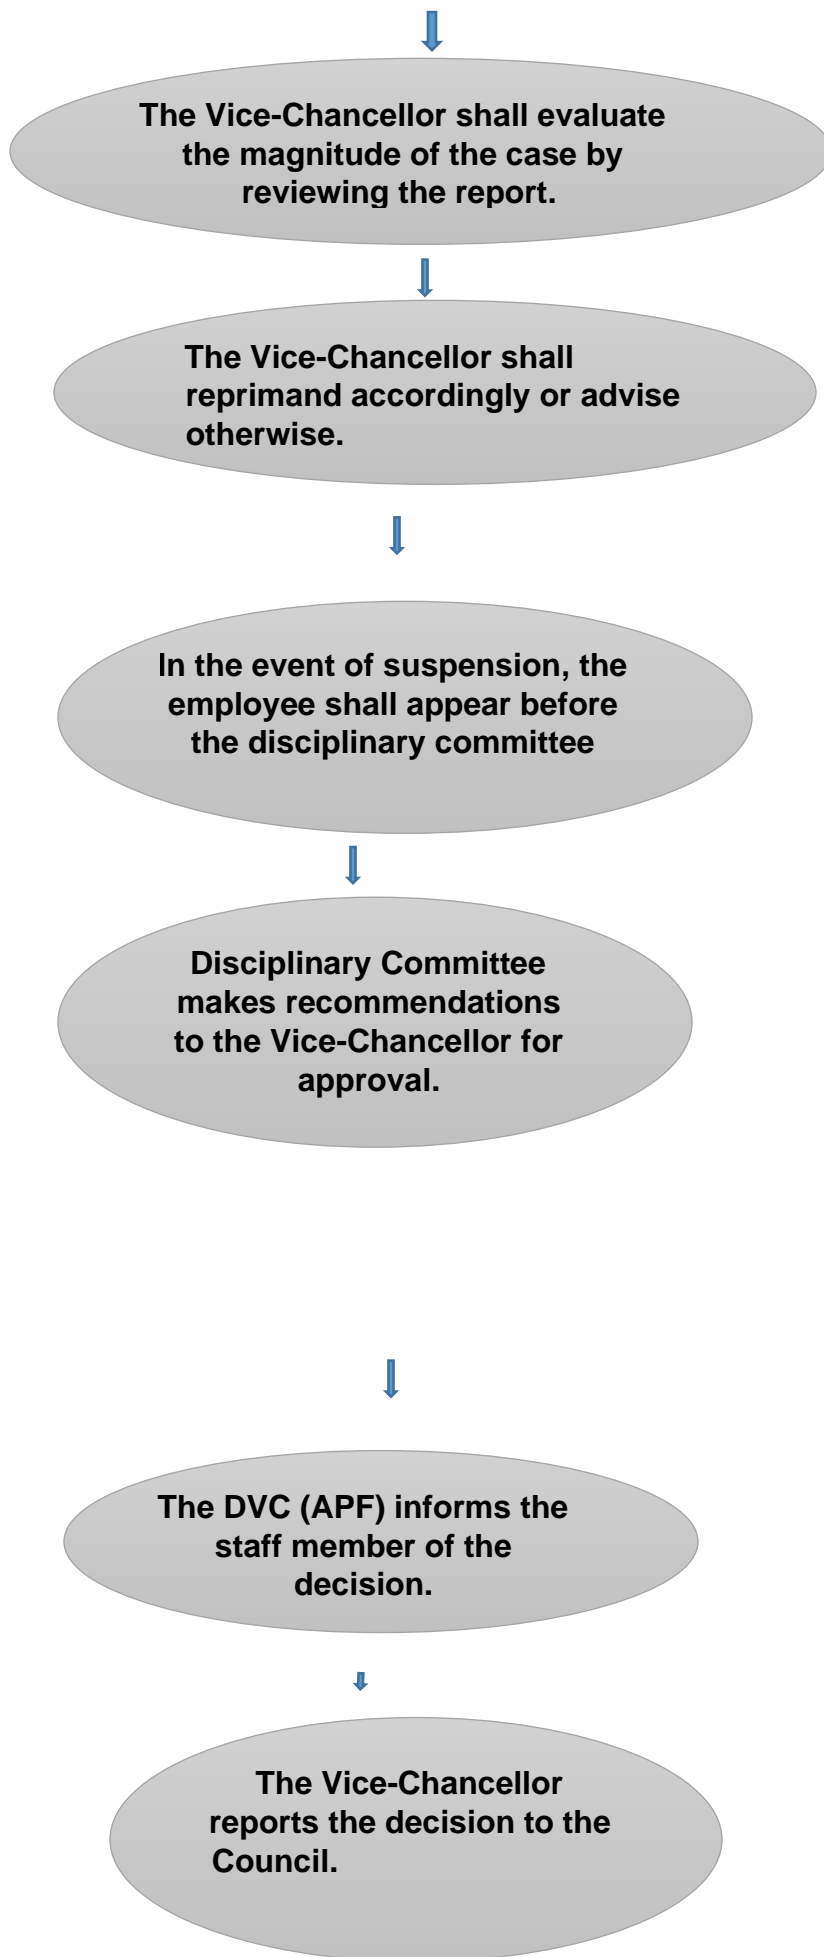 The Vice-Chancellor shall evaluate
the magnitude of the case by
reviewing the report.
The Vice-Chancellor shall
reprimand accordingly or advise
otherwise.
In the event of suspension, the
employee shall appear before
the disciplinary committee
Disciplinary Committee
makes recommendations
to the Vice-Chancellor for
approval.
The DVC (APF) informs the
staff member of the
decision.
The Vice-Chancellor
reports the decision to the
Council.